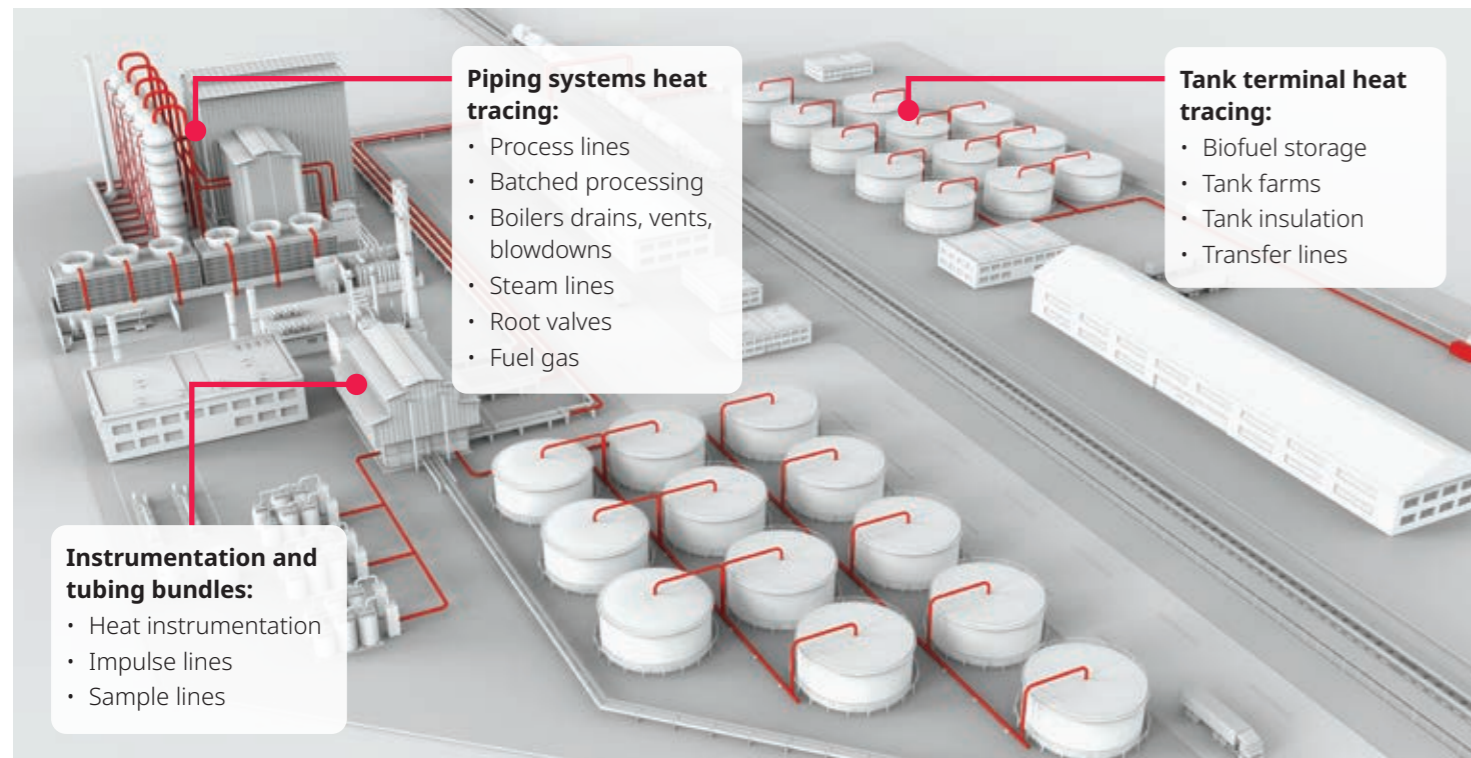 Piping systems heat
tracing:
• Process lines
• Batched processing
• Boilers drains, vents,
blowdowns
• Steam lines
• Root valves
• Fuel gas
Tank terminal heat
tracing:
• Biofuel storage
• Tank farms
• Tank insulation
• Transfer lines
Instrumentation and
tubing bundles:
• Heat instrumentation
• Impulse lines
• Sample lines